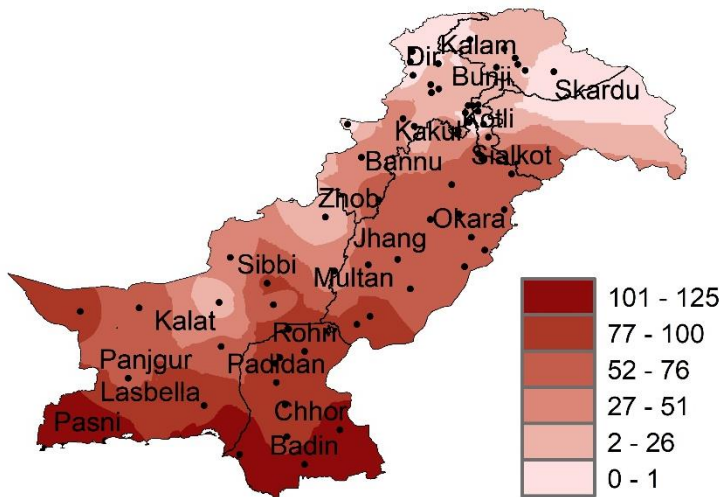 Kalam
Dir
Bunji
Skardu
Kotli
Kakul
Sialkot
Bannu
Zhob
Okara
Jhang
Sibbi
Multan
Kalat
Rohri
Panjgur
Padidan
Lasbella
Pasni
Chhor
Badin
101 - 125
77 - 100
52 - 76
27 - 51
2 - 26
0 - 1